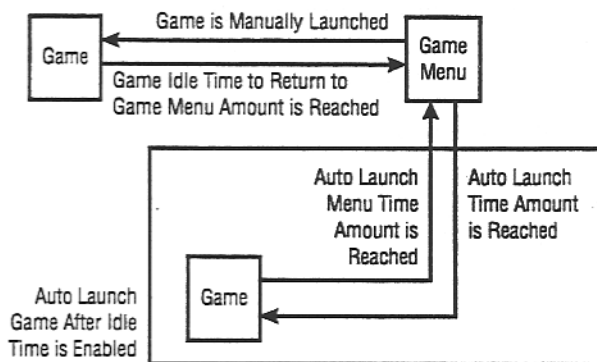 Game is Manually Launched
Game
Game
Menu
Game Idle Time to Return to
Game Menu Amount is Reached
Auto Launch
Menu Time
Amount is
Reached
Auto Launch
Time Amount
is Reached
Game
Auto Launch
Game After Idle
Time is Enabled